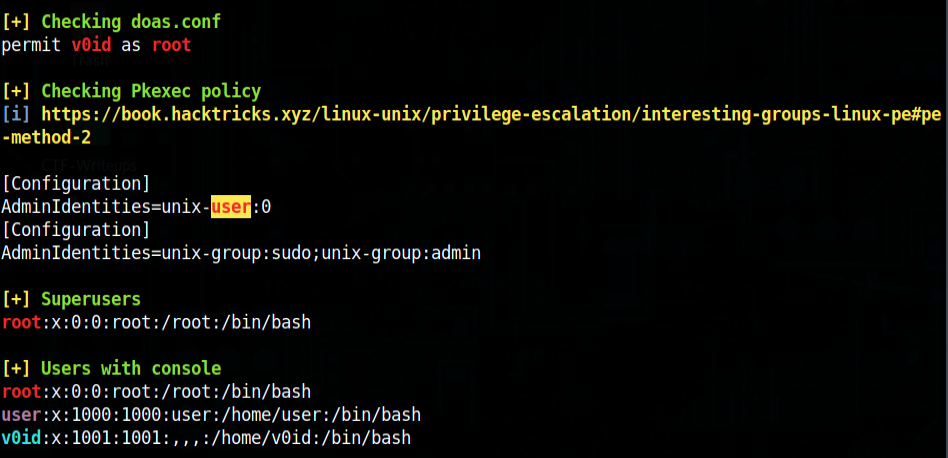 [+] Checking doas.conf
permit v0id as root
Trash
[+] Checking Pkexec policy
[i] https://book.hacktricks.xyz/linux-unix/privilege-escalation/interesting-groups-linux-pe#pe
-method-2
CTF-Writeups
[Configuration]
AdminIdentities=unix-user:0
[Configuration]
AdminIdentities=unix-group:sudo;unix-group:admin
[+] Superusers
root:x:0:0:root:/root:/bin/bash
[+] Users with console
root:x:0:0:root:/root:/bin/bash
user:x:1000:1000:user:/home/user:/bin/bash
v0id:x:1001:1001:,,,:/home/v0id:/bin/bash